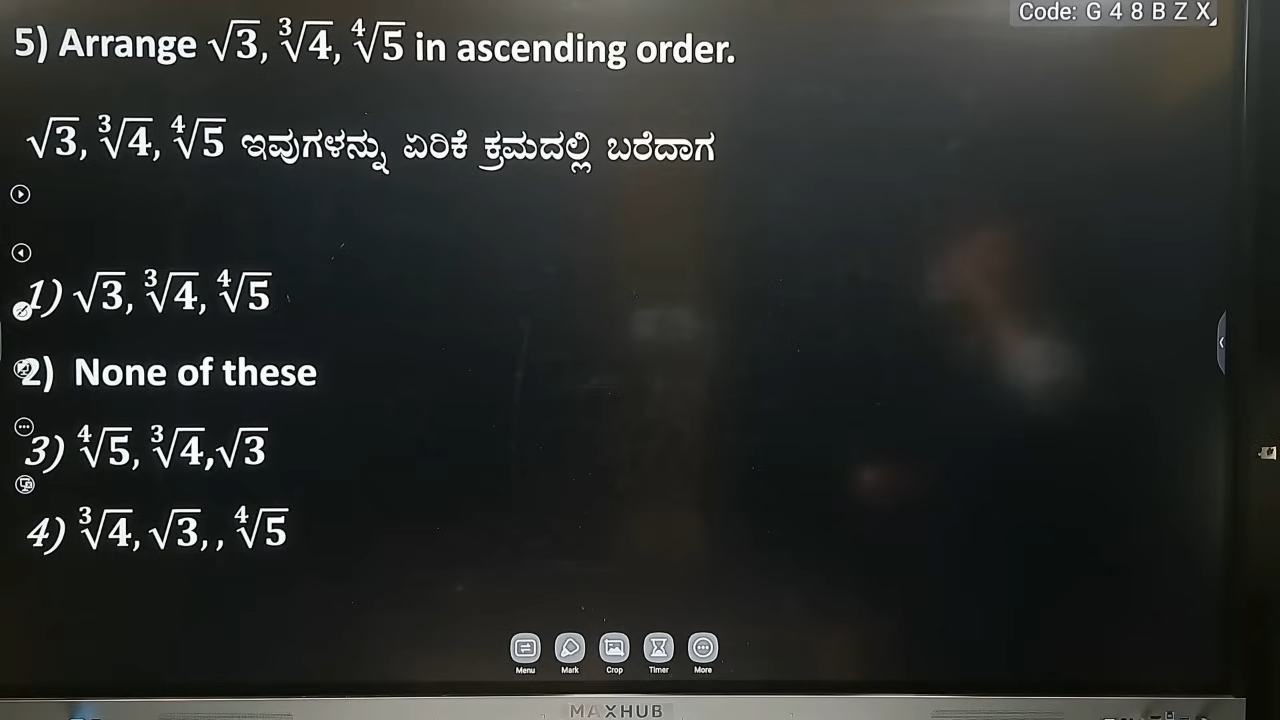 Code: G 4 8 B Z X
5) Arrange √3, ∛4, ∜5 in ascending order.
√3, ∛4, ∜5 ಇವುಗಳನ್ನು ಏರಿಕೆ ಕ್ರಮದಲ್ಲಿ ಬರೆದಾಗ
1) √3, ∛4, ∜5
2) None of these
3) ∜5, ∛4,√3
4) ∛4, √3, , ∜5
Menu Mark Crop Timer More
MAXHUB